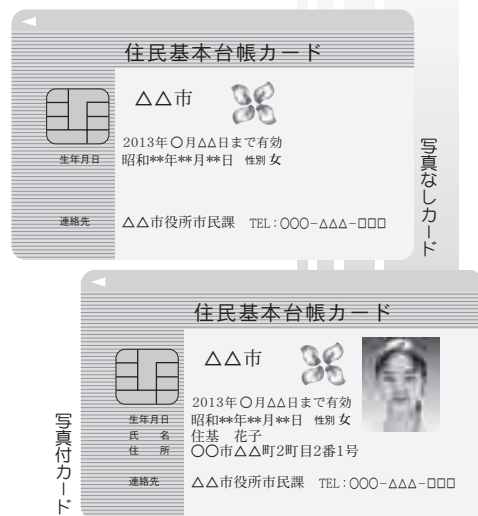 住民基本台帳カード
△△市
2013年○月△△日まで有効
生年月日 昭和**年**月**日 性別 女
連絡先 △△市役所市民課 TEL:○○○-△△△-□□□
写真なしカード
住民基本台帳カード
△△市
2013年○月△△日まで有効
生年月日 昭和**年**月**日 性別 女
氏名 住基 花子
住所 ○○市△△町2町目2番1号
連絡先 △△市役所市民課 TEL:○○○-△△△-□□□
写真付カード